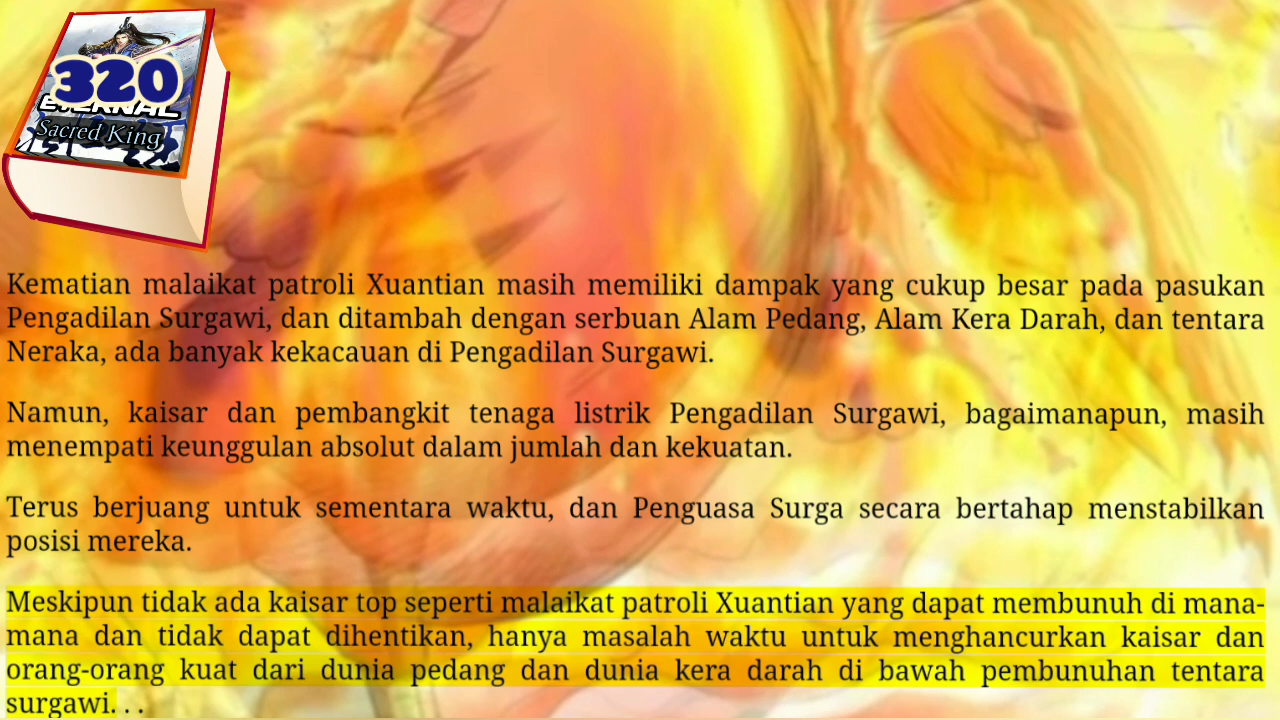 320
ETERNAL
Sacred King
Kematian malaikat patroli Xuantian masih memiliki dampak yang cukup besar pada pasukan
Pengadilan Surgawi, dan ditambah dengan serbuan Alam Pedang, Alam Kera Darah, dan tentara
Neraka, ada banyak kekacauan di Pengadilan Surgawi.
Namun, kaisar dan pembangkit tenaga listrik Pengadilan Surgawi, bagaimanapun, masih
menempati keunggulan absolut dalam jumlah dan kekuatan.
Terus berjuang untuk sementara waktu, dan Penguasa Surga secara bertahap menstabilkan
posisi mereka.
Meskipun tidak ada kaisar top seperti malaikat patroli Xuantian yang dapat membunuh di mana-
mana dan tidak dapat dihentikan, hanya masalah waktu untuk menghancurkan kaisar dan
orang-orang kuat dari dunia pedang dan dunia kera darah di bawah pembunuhan tentara
surgawi. . .